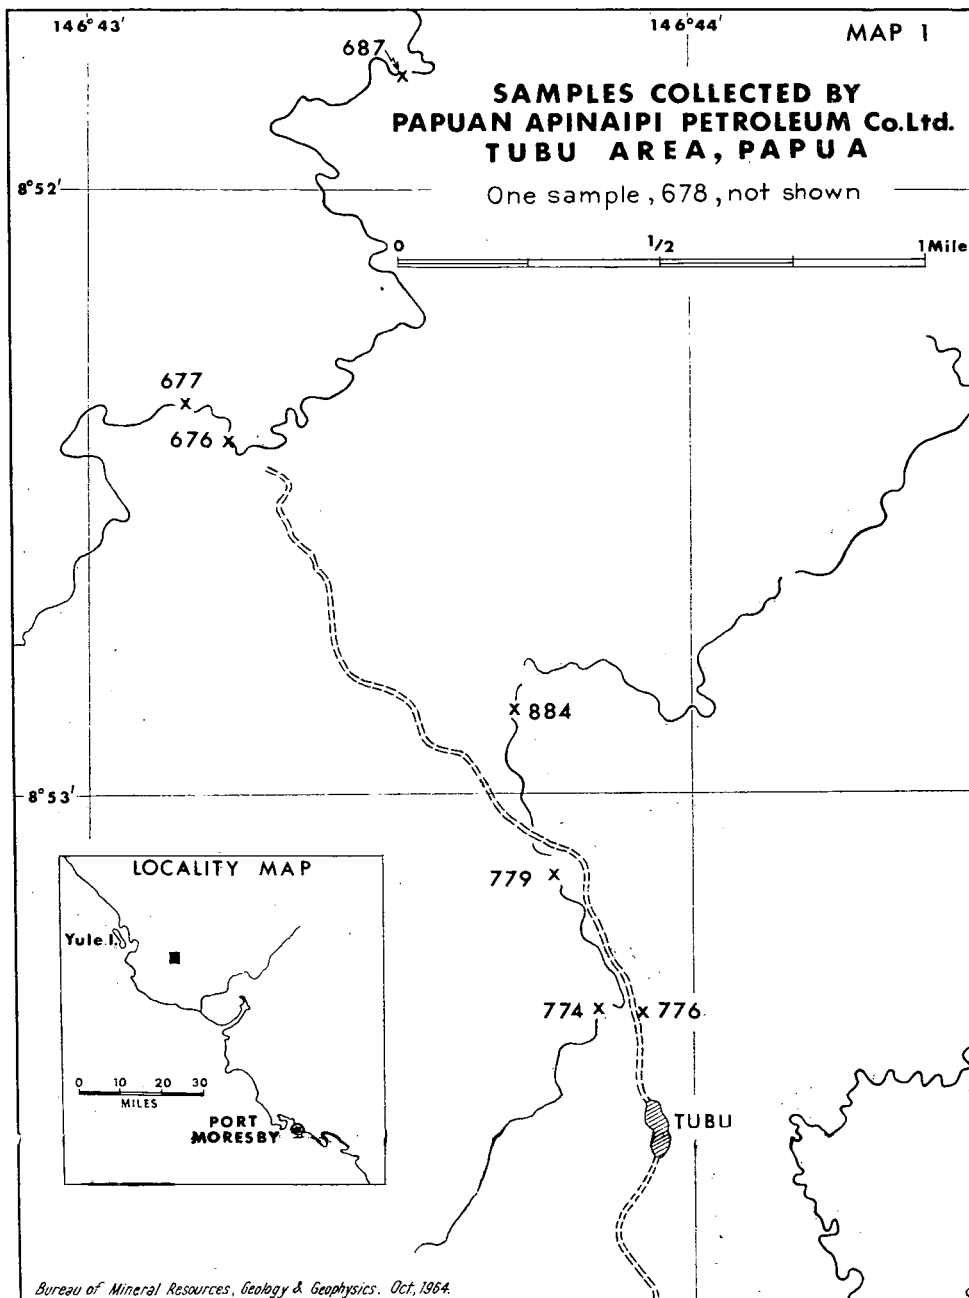 146° 43'
146° 44'
MAP 1
687
SAMPLES COLLECTED BY
PAPUAN APINAIPI PETROLEUM Co.Ltd.
TUBU AREA, PAPUA
8° 52'
One sample, 678, not shown
0 1/2 1 Mile
677
676
884
8° 53'
779
774
776
TUBU
LOCALITY MAP
Yule I.
0 10 20 30
MILES
PORT
MORESBY
Bureau of Mineral Resources, Geology & Geophysics. Oct, 1964.